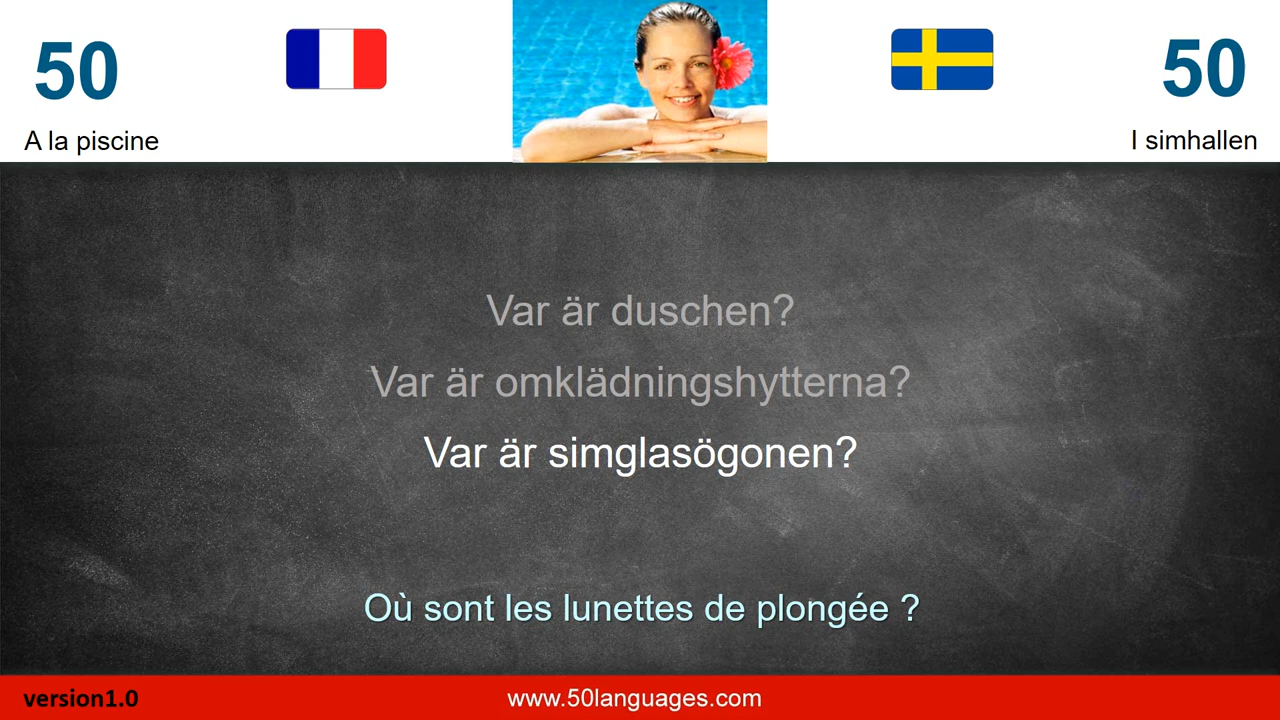 50
50
A la piscine
I simhallen
Var är duschen?
Var är omklädningshytterna?
Var är simglasögonen?
Où sont les lunettes de plongée ?
version1.0
www.50languages.com